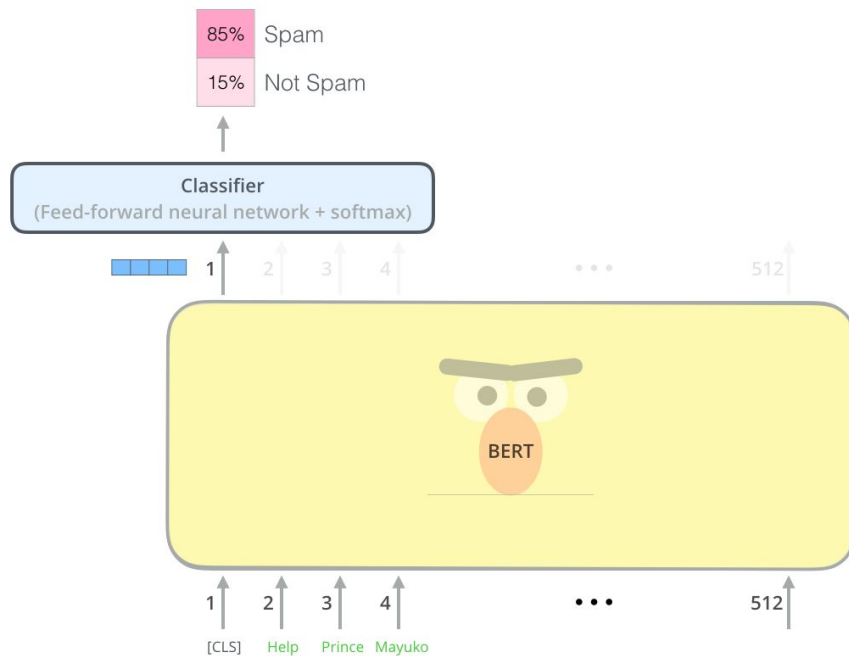 85% Spam
15% Not Spam
Classifier
(Feed-forward neural network + softmax)
1 2 3 4 ••• 512
BERT
1 2 3 4 ••• 512
[CLS] Help Prince Mayuko